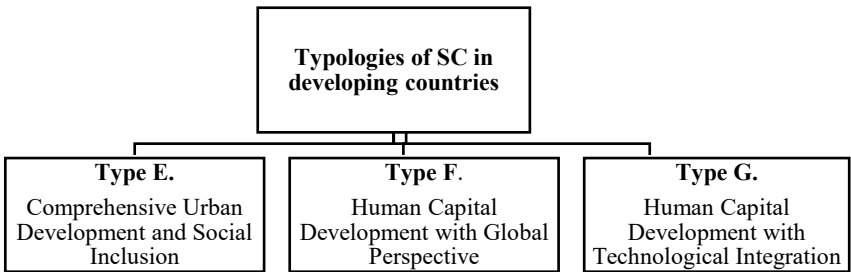 Typologies of SC in
developing countries
Type E.
Comprehensive Urban
Development and Social
Inclusion
Type F.
Human Capital
Development with Global
Perspective
Type G.
Human Capital
Development with
Technological Integration